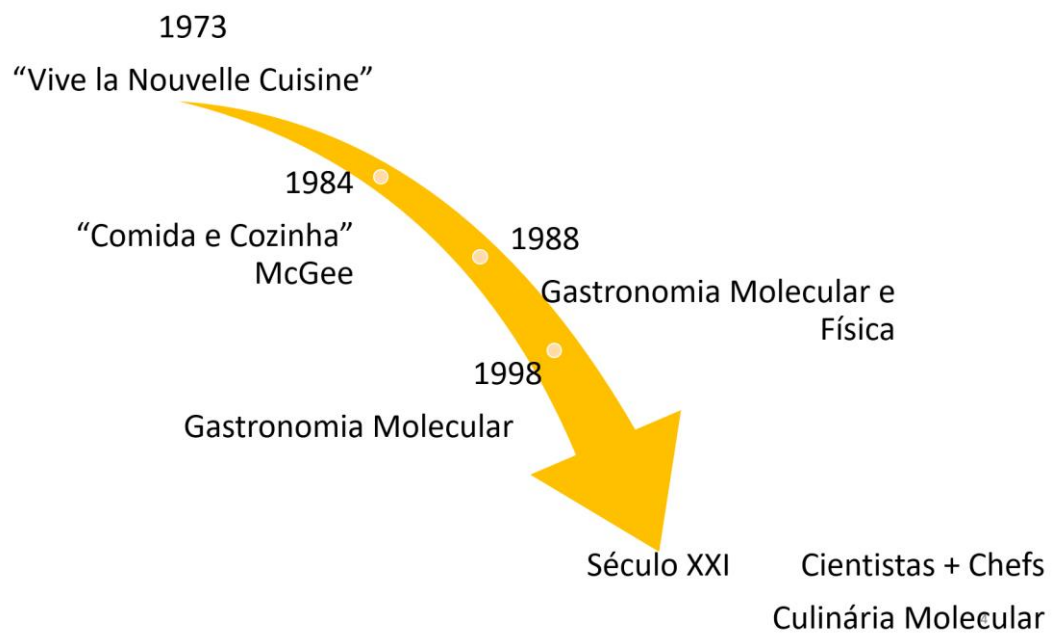 1973
“Vive la Nouvelle Cuisine”
1984
“Comida e Cozinha”
McGee
1988
Gastronomia Molecular e
Física
1998
Gastronomia Molecular
Século XXI
Cientistas + Chefs
Culinária Molecular